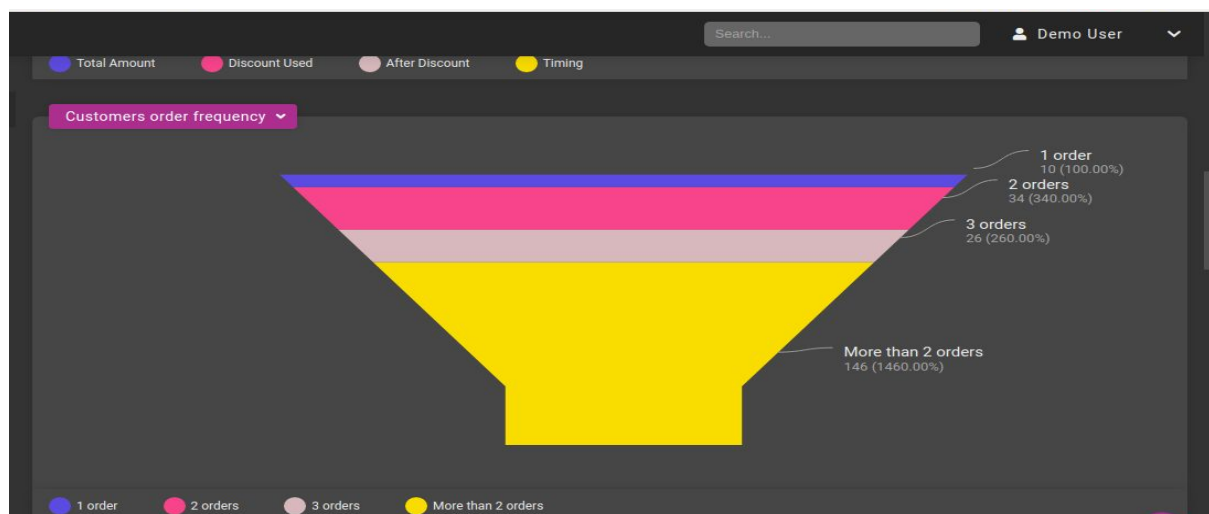 Search...
Demo User
Total Amount
Discount Used
After Discount
Timing
Customers order frequency
1 order
10 (100.00%)
2 orders
34 (340.00%)
3 orders
26 (260.00%)
More than 2 orders
146 (1460.00%)
1 order
2 orders
3 orders
More than 2 orders